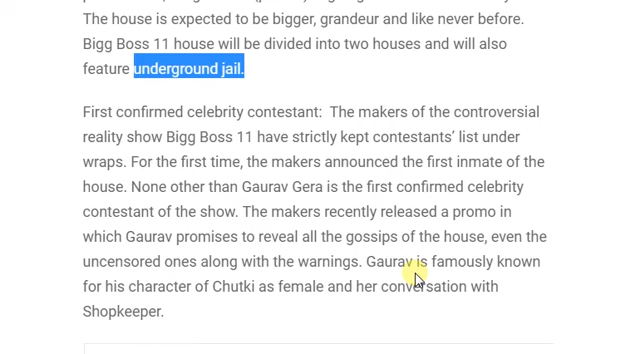 The house is expected to be bigger, grandeur and like never before.
Bigg Boss 11 house will be divided into two houses and will also
feature underground jail.
First confirmed celebrity contestant: The makers of the controversial
reality show Bigg Boss 11 have strictly kept contestants’ list under
wraps. For the first time, the makers announced the first inmate of the
house. None other than Gaurav Gera is the first confirmed celebrity
contestant of the show. The makers recently released a promo in
which Gaurav promises to reveal all the gossips of the house, even the
uncensored ones along with the warnings. Gaurav is famously known
for his character of Chutki as female and her conversation with
Shopkeeper.